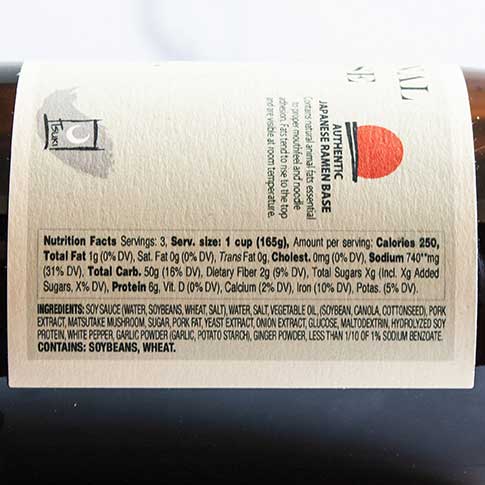 NAL
SE
AUTHENTIC
JAPANESE RAMEN BASE
Contains natural animal fats essential
to proper mouthfeel and noodle
adhesion. Fats tend to rise to the top
and are visible at room temperature.
ISUKI
Nutrition Facts Servings: 3, Serv. size: 1 cup (165g), Amount per serving: Calories 250,
Total Fat 1g (0% DV), Sat. Fat 0g (0% DV), Trans Fat 0g, Cholest. 0mg (0% DV), Sodium 740**mg
(31% DV), Total Carb. 50g (16% DV), Dietary Fiber 2g (9% DV), Total Sugars Xg (Incl. Xg Added
Sugars, X% DV), Protein 6g, Vit. D (0% DV), Calcium (2% DV), Iron (10% DV), Potas. (5% DV).
INGREDIENTS: SOY SAUCE (WATER, SOYBEANS, WHEAT, SALT), WATER, SALT, VEGETABLE OIL, (SOYBEAN, CANOLA, COTTONSEED), PORK
EXTRACT, MATSUTAKE MUSHROOM, SUGAR, PORK FAT, YEAST EXTRACT, ONION EXTRACT, GLUCOSE, MALTODEXTRIN, HYDROLYZED SOY
PROTEIN, WHITE PEPPER, GARLIC POWDER (GARLIC, POTATO STARCH), GINGER POWDER, LESS THAN 1/10 OF 1% SODIUM BENZOATE.
CONTAINS: SOYBEANS, WHEAT.